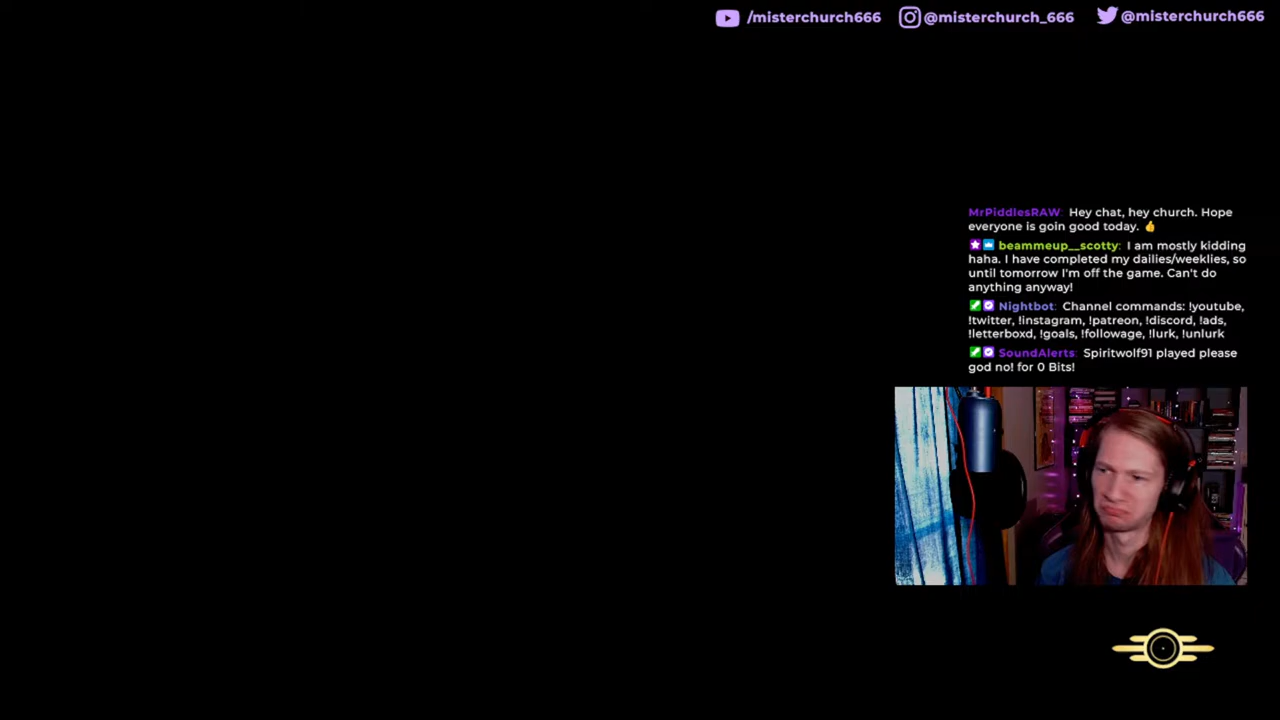 /misterchurch666 @misterchurch_666 @misterchurch666
MrPiddlesRAW: Hey chat, hey church. Hope
everyone is goin good today. 👍
beammeup__scotty: I am mostly kidding
haha. I have completed my dailies/weeklies, so
until tomorrow I'm off the game. Can't do
anything anyway!
Nightbot: Channel commands: !youtube,
!twitter, !instagram, !patreon, !discord, !ads,
!letterboxd, !goals, !followage, !lurk, !unlurk
SoundAlerts: Spiritwolf91 played please
god no! for 0 Bits!